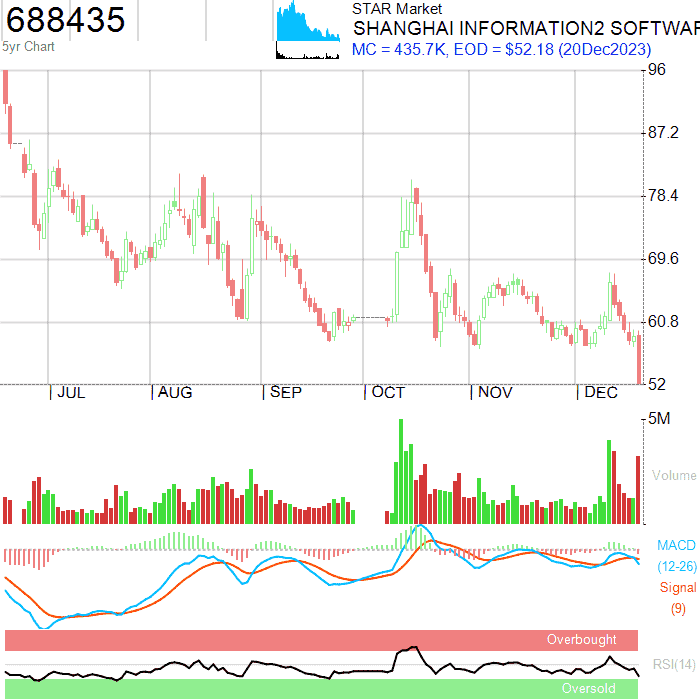 688435
5yr Chart
STAR Market
SHANGHAI INFORMATION2 SOFTWAR
MC = 435.7K, EOD = $52.18 (20Dec2023)
96
87.2
78.4
69.6
60.8
52
JUL AUG SEP OCT NOV DEC
5M
Volume
MACD
(12-26)
Signal
(9)
Overbought
RSI(14)
Oversold